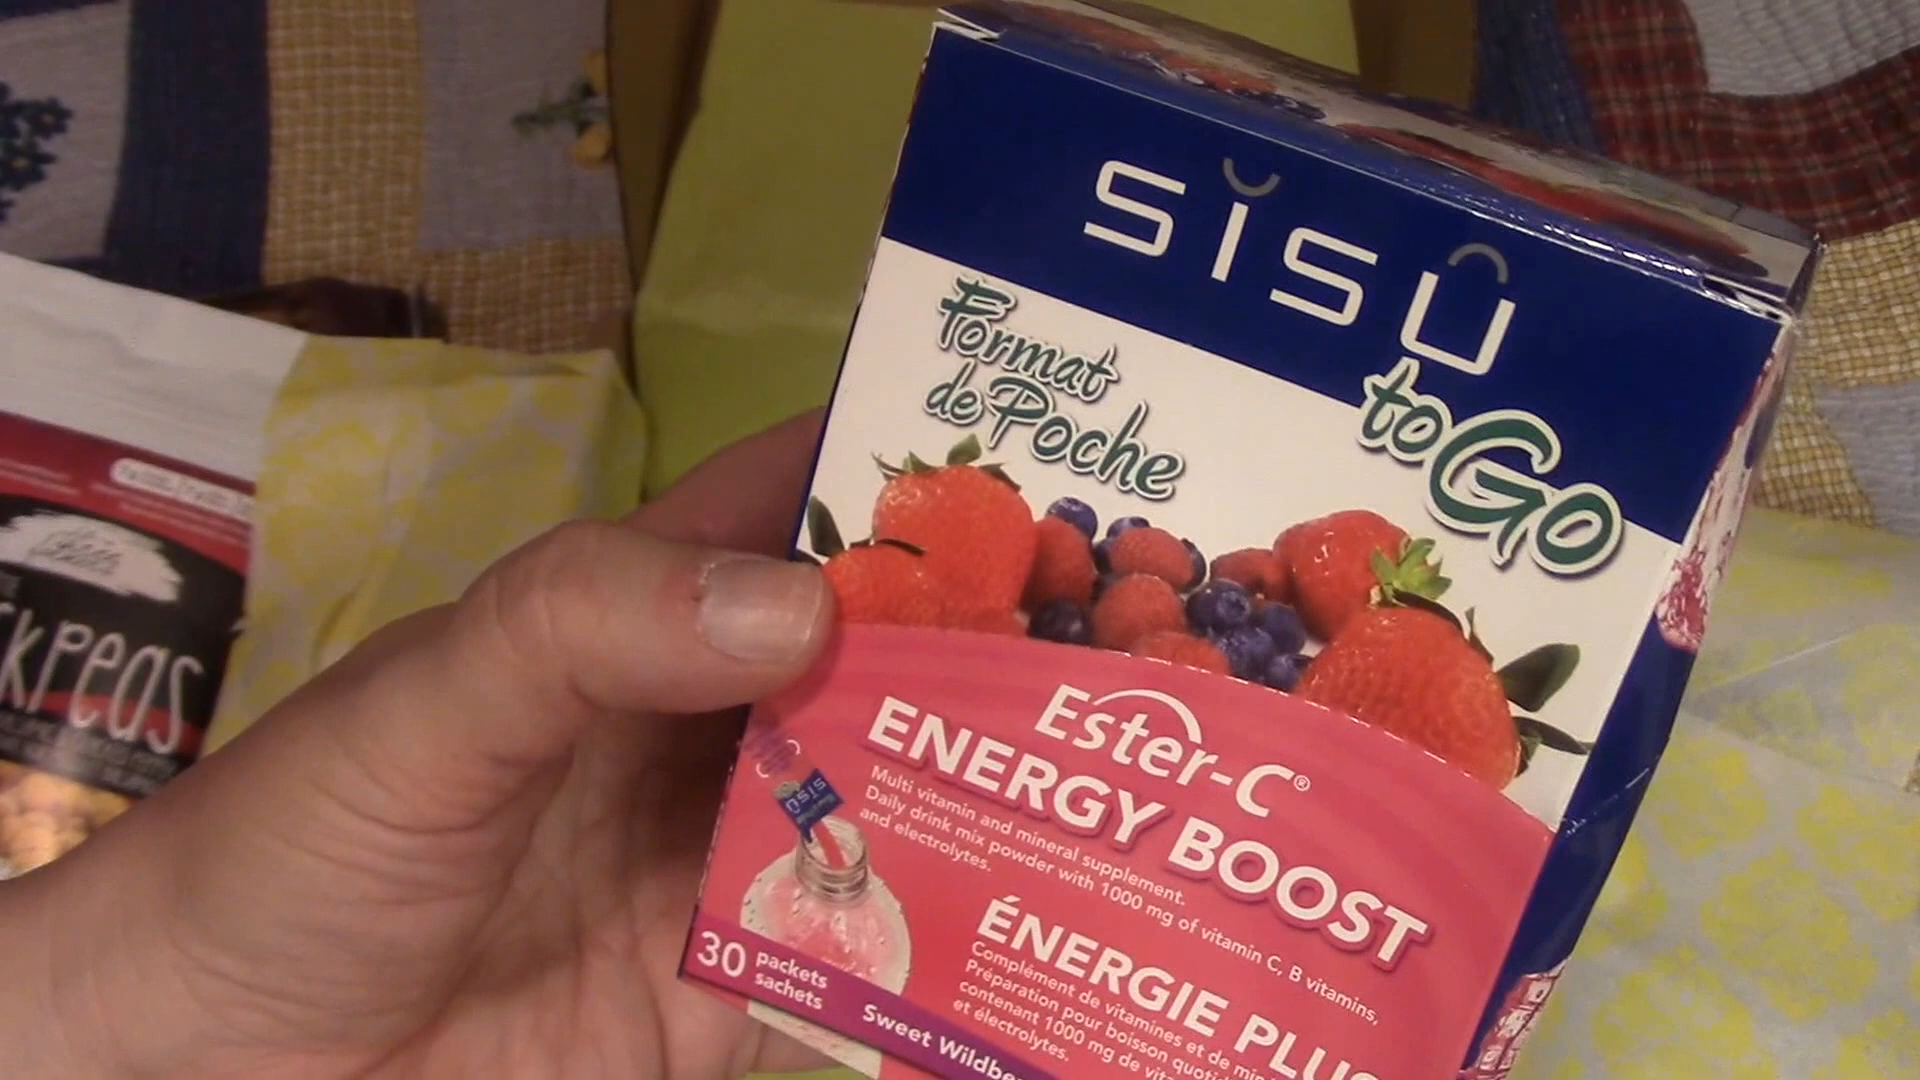 sisu
to Go
Format
de Poche
Ester-C®
ENERGY BOOST
Multi vitamin and mineral supplement.
Daily drink mix powder with 1000 mg of vitamin C, B vitamins,
and electrolytes.
ÉNERGIE PLUS
Complément de vitamines et de
Préparation pour boisson
contenant 1000 mg de
et électrolytes.
30 packets
sachets
Sweet
SISU